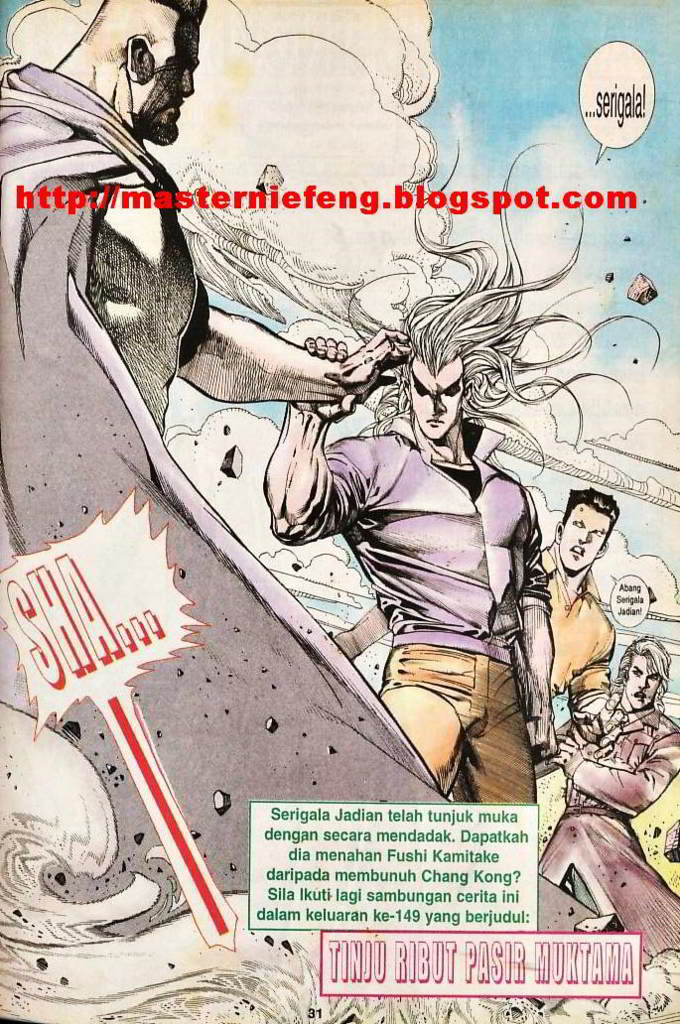 ...serigala!
http://masterniefeng.blogspot.com
Abang
Serigala
Jadian!
SHA...
Serigala Jadian telah tunjuk muka
dengan secara mendadak. Dapatkah
dia menahan Fushi Kamitake
daripada membunuh Chang Kong?
Sila Ikuti lagi sambungan cerita ini
dalam keluaran ke-149 yang berjudul:
TINJU RIBUT PASIR MUKTAMA
31